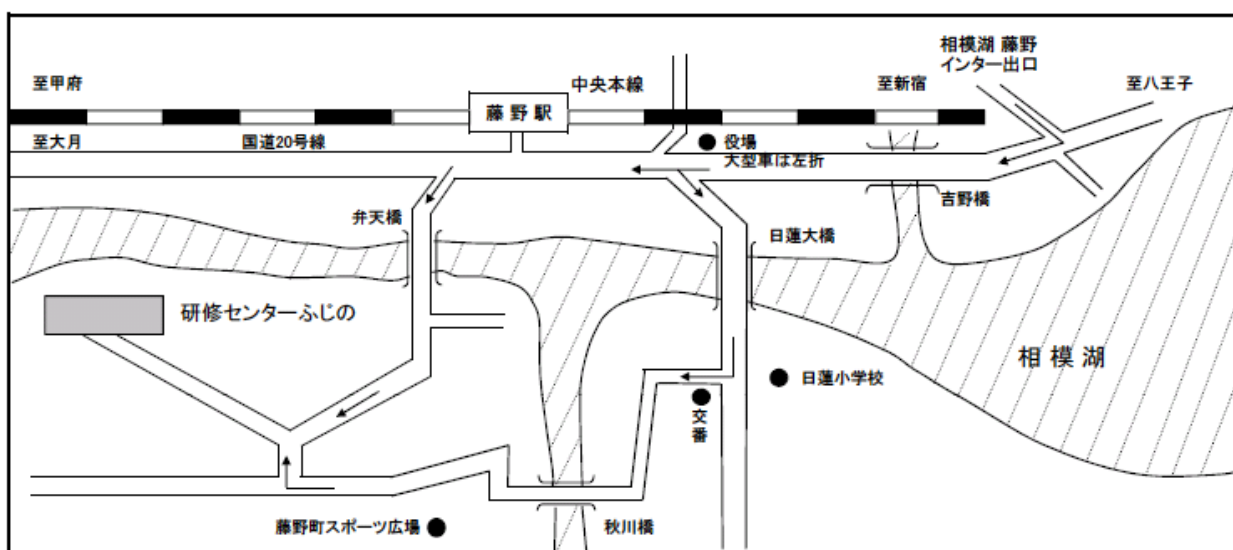 相模湖 藤野
インター出口
至甲府
中央本線
至新宿
至八王子
藤野駅
至大月
国道20号線
役場
大型車は左折
吉野橋
弁天橋
日蓮大橋
研修センターふじの
相模湖
日蓮小学校
交番
藤野町スポーツ広場
秋川橋